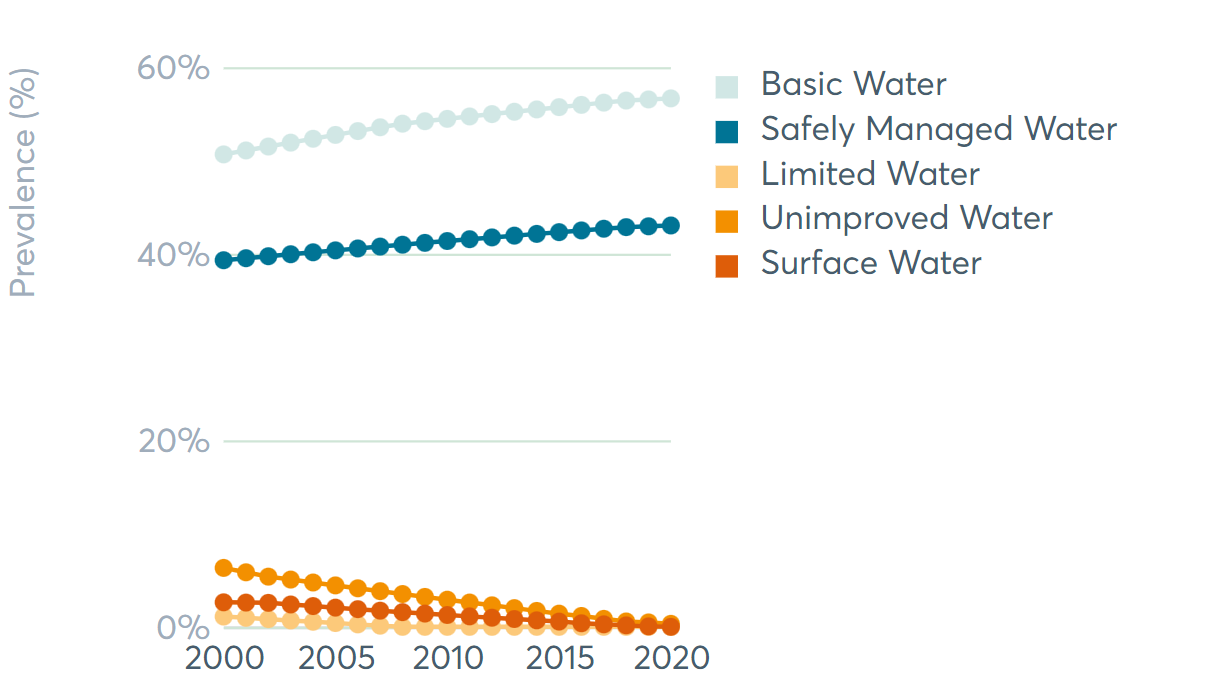 Prevalence (%)
60%
40%
20%
0%
2000 2005 2010 2015 2020
Basic Water
Safely Managed Water
Limited Water
Unimproved Water
Surface Water